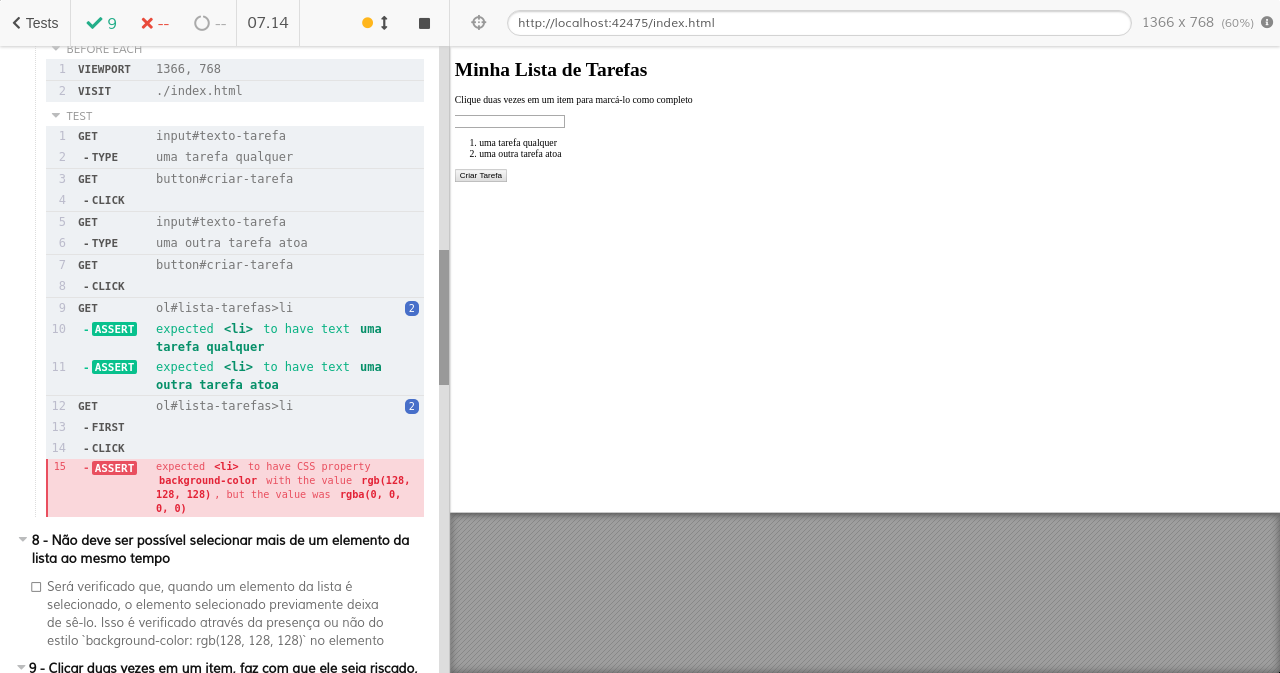 Tests
9
--
--
07.14
http://localhost:42475/index.html
1366 x 768 (60%)
BEFORE EACH
1 VIEWPORT 1366, 768
2 VISIT ./index.html
TEST
1 GET input#texto-tarefa
2 -TYPE uma tarefa qualquer
3 GET button#criar-tarefa
4 -CLICK
5 GET input#texto-tarefa
6 -TYPE uma outra tarefa atoa
7 GET button#criar-tarefa
8 -CLICK
9 GET ol#lista-tarefas>li 2
10 -ASSERT expected <li> to have text uma
tarefa qualquer
11 -ASSERT expected <li> to have text uma
outra tarefa atoa
12 GET ol#lista-tarefas>li 2
13 -FIRST
14 -CLICK
15 -ASSERT expected <li> to have CSS property
background-color with the value rgb(128,
128, 128), but the value was rgba(0, 0,
0, 0)
8 - Não deve ser possível selecionar mais de um elemento da
lista ao mesmo tempo
Será verificado que, quando um elemento da lista é
selecionado, o elemento selecionado previamente deixa
de sê-lo. Isso é verificado através da presença ou não do
estilo `background-color: rgb(128, 128, 128)` no elemento
9 - Clicar duas vezes em um item, faz com que ele seja riscado,
Minha Lista de Tarefas
Clique duas vezes em um item para marcá-lo como completo
1. uma tarefa qualquer
2. uma outra tarefa atoa
Criar Tarefa